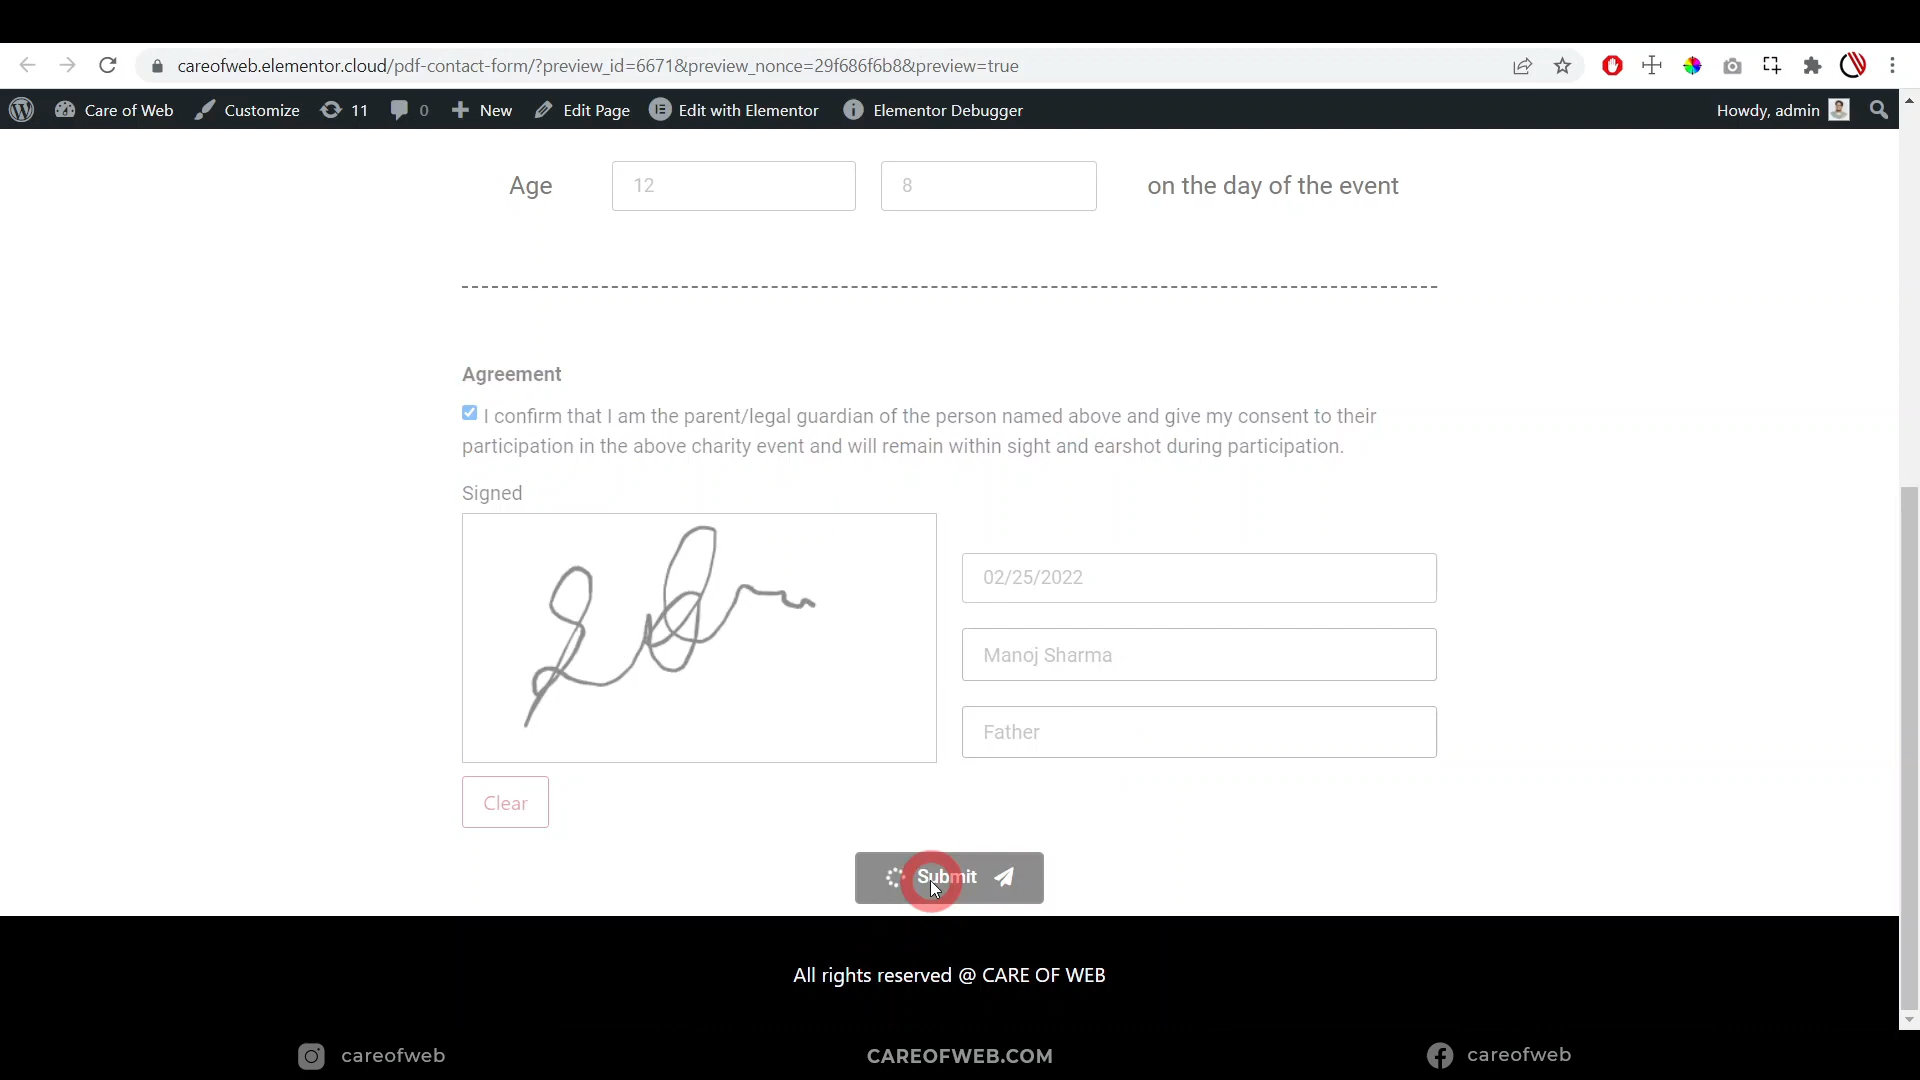 careofweb.elementor.cloud/pdf-contact-form/?preview_id=6671&preview_nonce=29f686f6b8&preview=true
Care of Web Customize 11 0 New Edit Page Edit with Elementor Elementor Debugger Howdy, admin
Age 12 8 on the day of the event
Agreement
I confirm that I am the parent/legal guardian of the person named above and give my consent to their
participation in the above charity event and will remain within sight and earshot during participation.
Signed
02/25/2022
Manoj Sharma
Father
Clear
Submit
All rights reserved @ CARE OF WEB
careofweb CAREOFWEB.COM careofweb